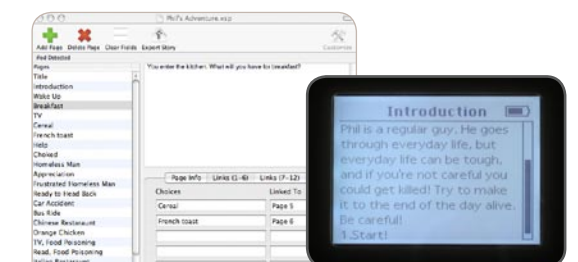 Phil's Adventure.xzp
Add Page Delete Page Clear Fields Export Story Customize
iPod Detected
Pages
Title
Introduction
Wake Up
Breakfast
TV
Cereal
French toast
Help
Choked
Homeless Man
Appreciation
Frustrated Homeless Man
Ready to Head Back
Car Accident
Bus Ride
Chinese Restaraunt
Orange Chicken
TV, Food Poisoning
Read, Food Poisoning
You enter the kitchen. What will you have for breakfast?
Page Info Links (1-6) Links (7-12)
Choices Linked To
Cereal Page 5
French toast Page 6
Introduction
Phil is a regular guy. He goes
through everyday life, but
everyday life can be tough,
and if you're not careful you
could get killed! Try to make
it to the end of the day alive.
Be careful!
1.Start!